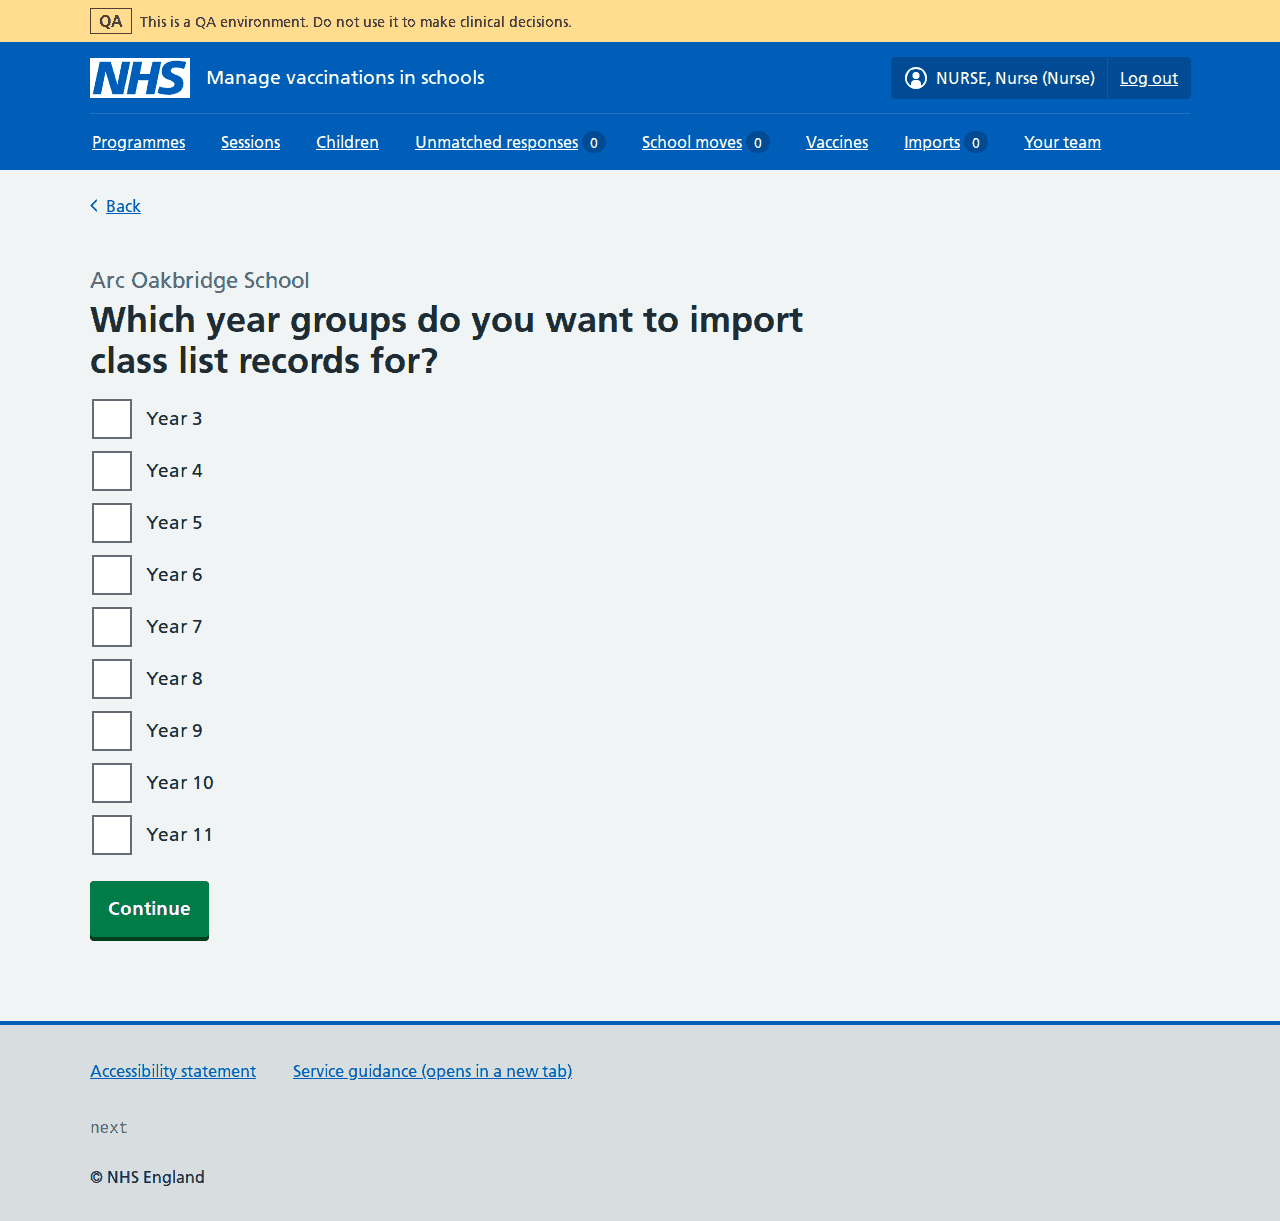 QA This is a QA environment. Do not use it to make clinical decisions.
NHS Manage vaccinations in schools NURSE, Nurse (Nurse) Log out
Programmes Sessions Children Unmatched responses 0 School moves 0 Vaccines Imports 0 Your team
Back
Arc Oakbridge School
Which year groups do you want to import
class list records for?
Year 3
Year 4
Year 5
Year 6
Year 7
Year 8
Year 9
Year 10
Year 11
Continue
Accessibility statement Service guidance (opens in a new tab)
next
© NHS England